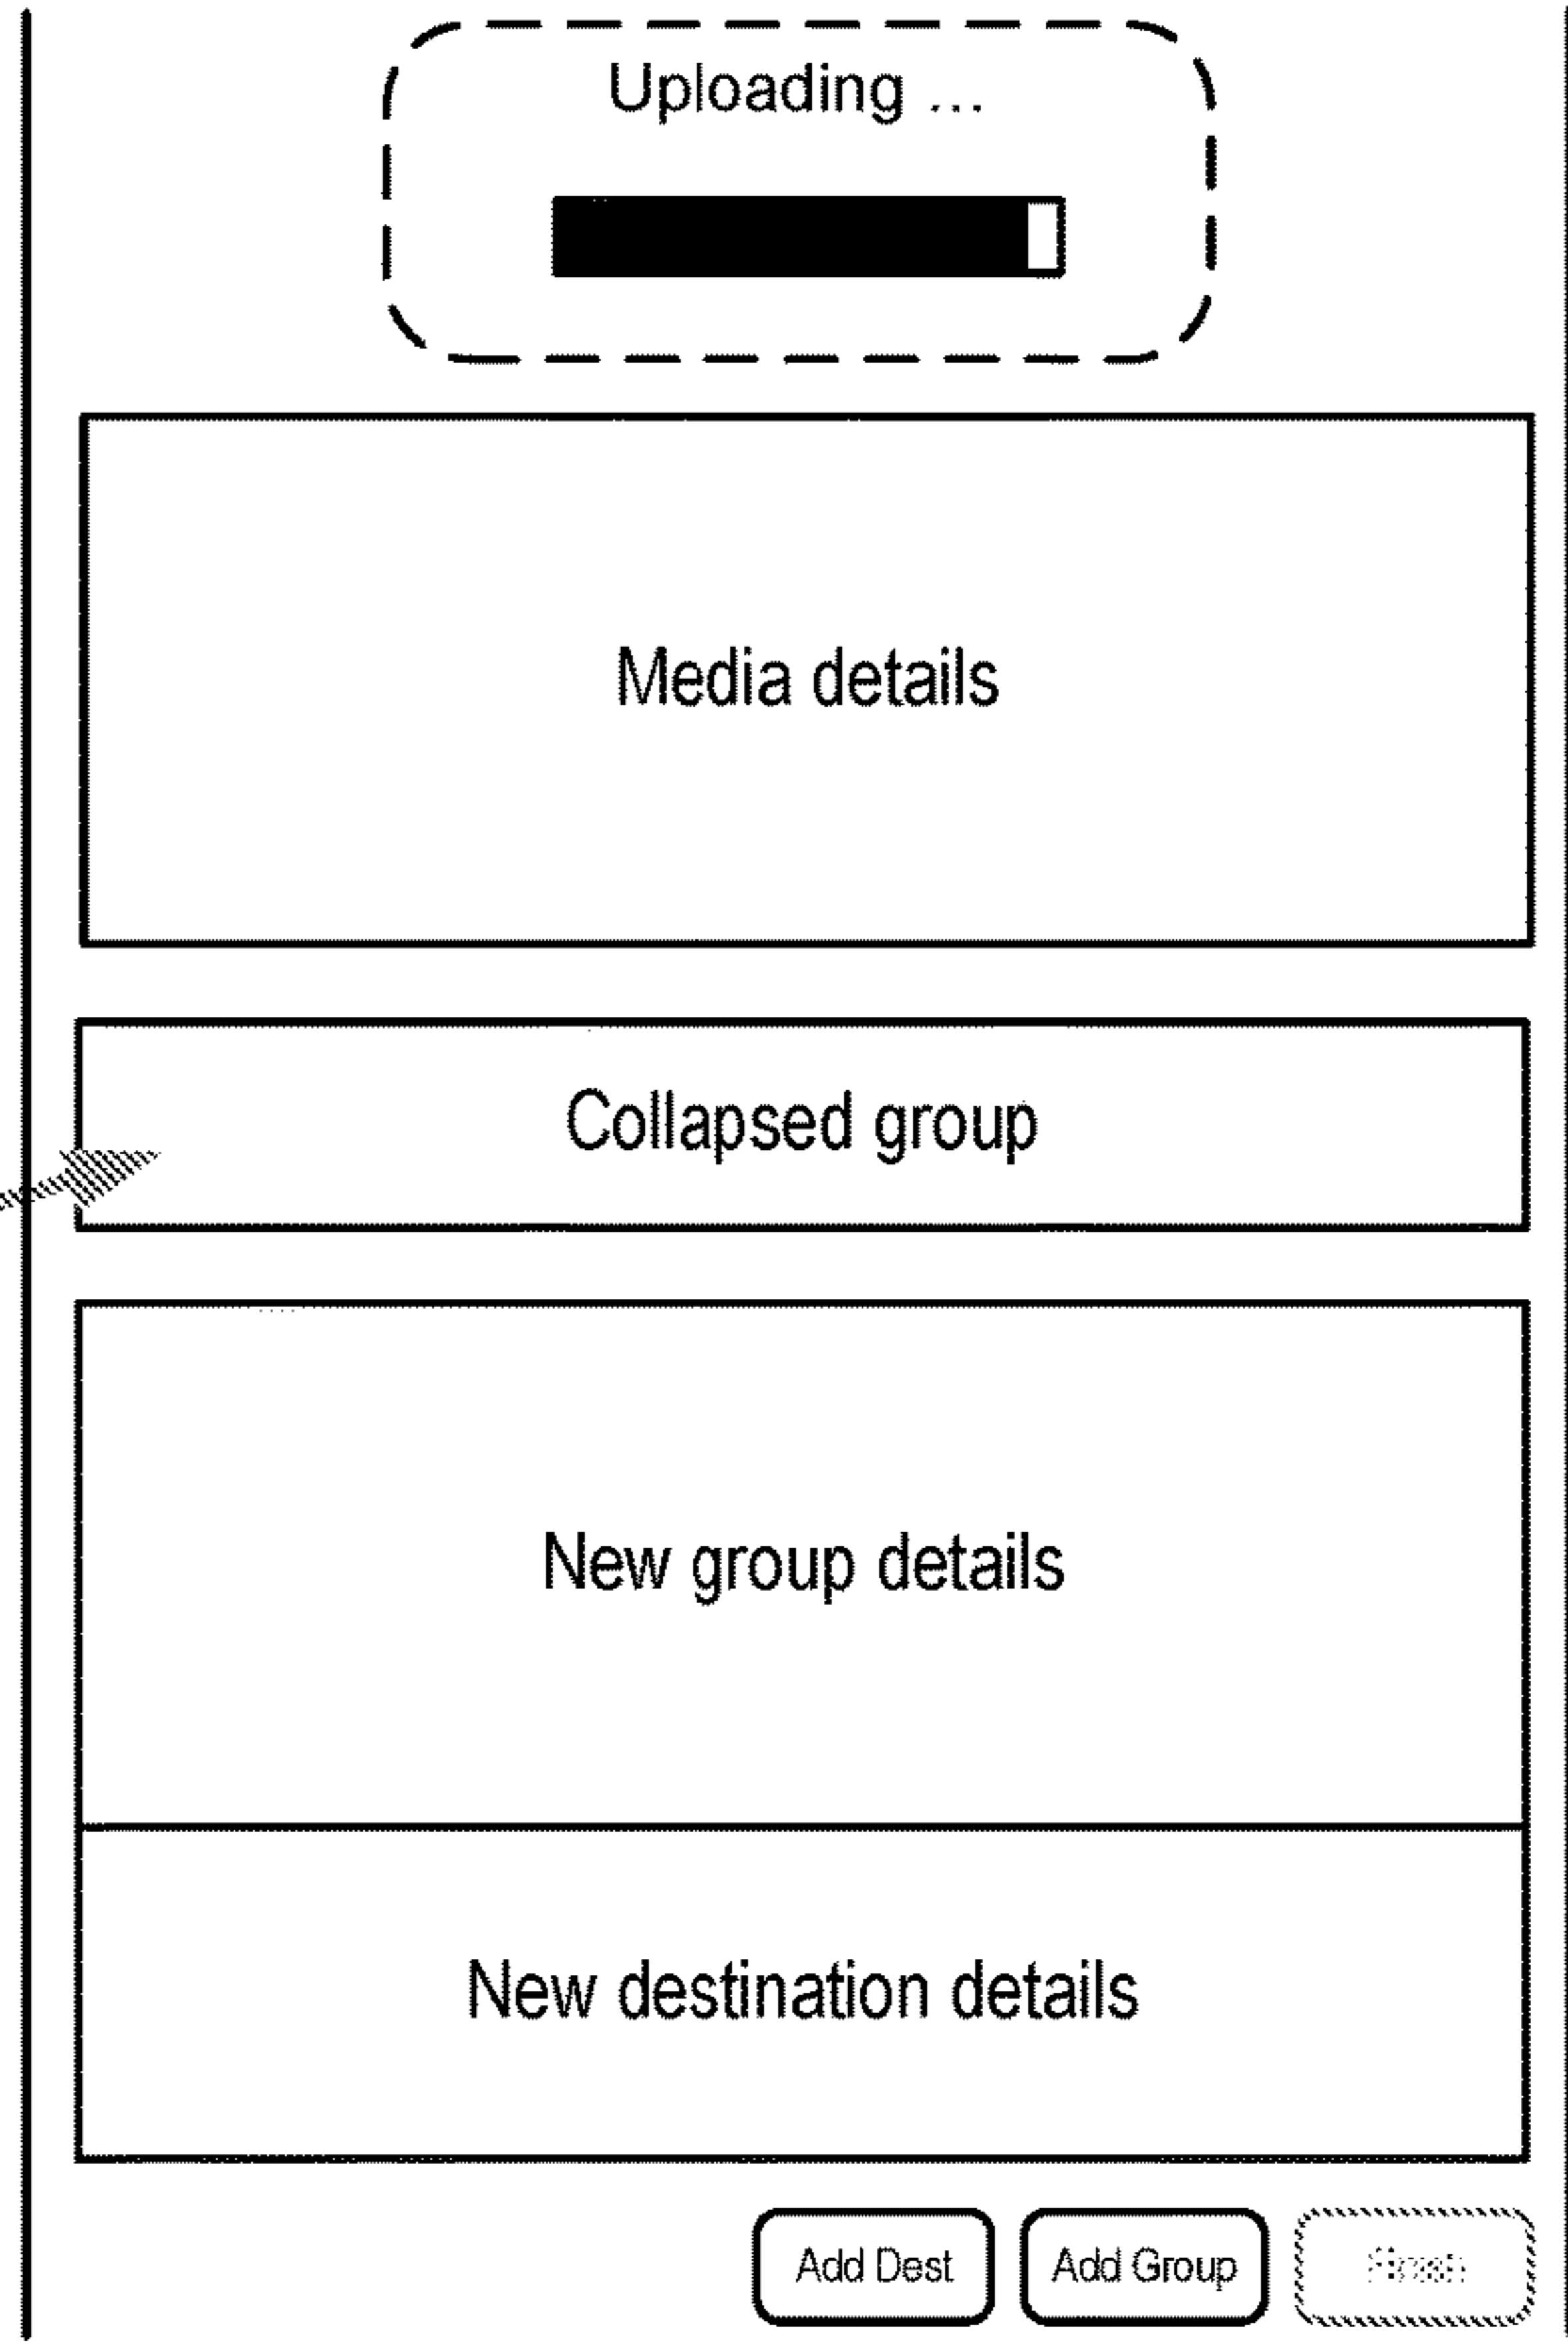 Uploading ...
Media details
Collapsed group
New group details
New destination details
Add Dest
Add Group